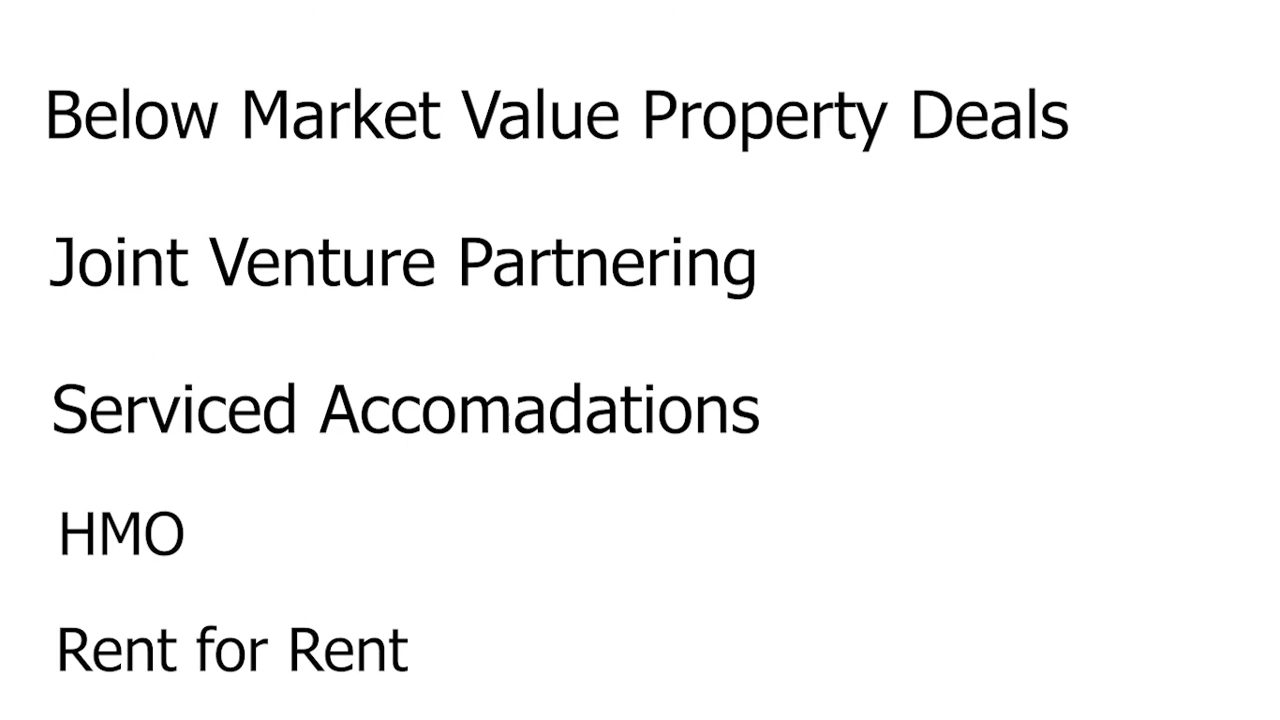 Below Market Value Property Deals
Joint Venture Partnering
Serviced Accomadations
HMO
Rent for Rent